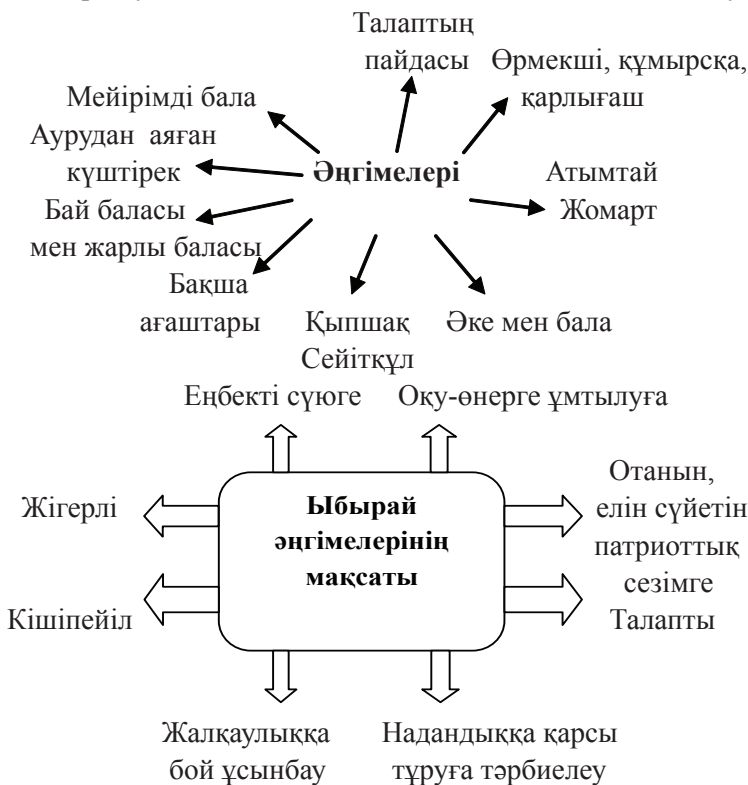 Талаптың
пайдасы
Өрмекші, құмырсқа,
қарлығаш
Мейірімді бала
Аурудан аяған
күштірек
Әңгімелері
Атымтай
Жомарт
Бай баласы
мен жарлы баласы
Бақша
ағаштары
Қыпшақ
Сейітқұл
Әке мен бала
Еңбекті сүюге
Оқу-өнерге ұмтылуға
Жігерлі
Ыбырай
әңгімелерінің
мақсаты
Отанын,
елін сүйетін
патриоттық
сезімге
Кішіпейіл
Талапты
Жалқаулыққа
бой ұсынбау
Надандыққа қарсы
тұруға тәрбиелеу